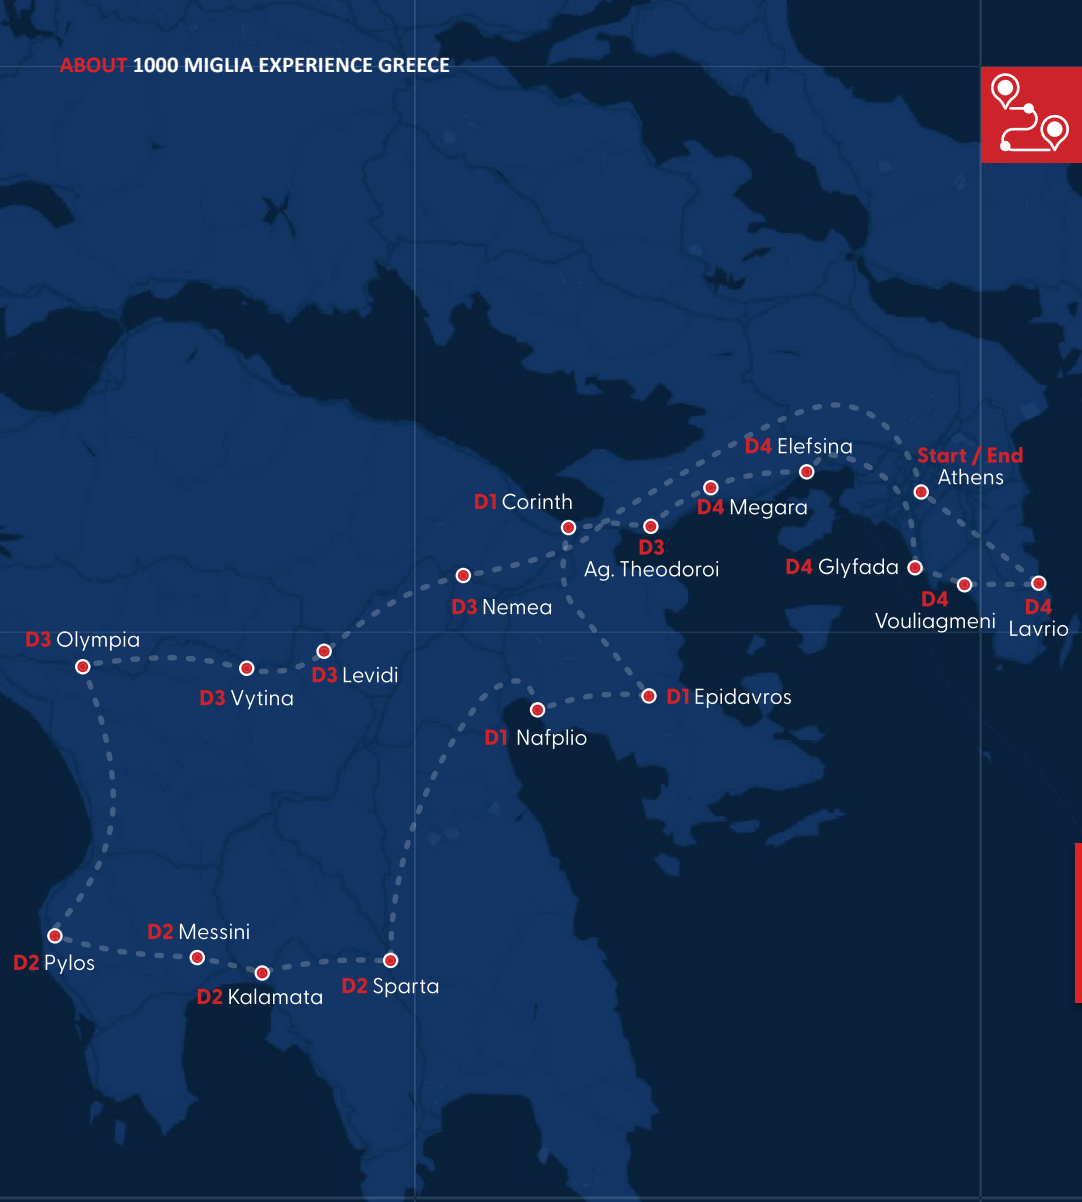 ABOUT 1000 MIGLIA EXPERIENCE GREECE
D4 Elefsina
Start / End
Athens
D1 Corinth
D4 Megara
D3
Ag. Theodoroi
D4 Glyfada
D3 Nemea
D4
Vouliagmeni
D4
Lavrio
D3 Olympia
D3 Levidi
D3 Vytina
D1 Epidavros
D1 Nafplio
D2 Messini
D2 Pylos
D2 Kalamata
D2 Sparta